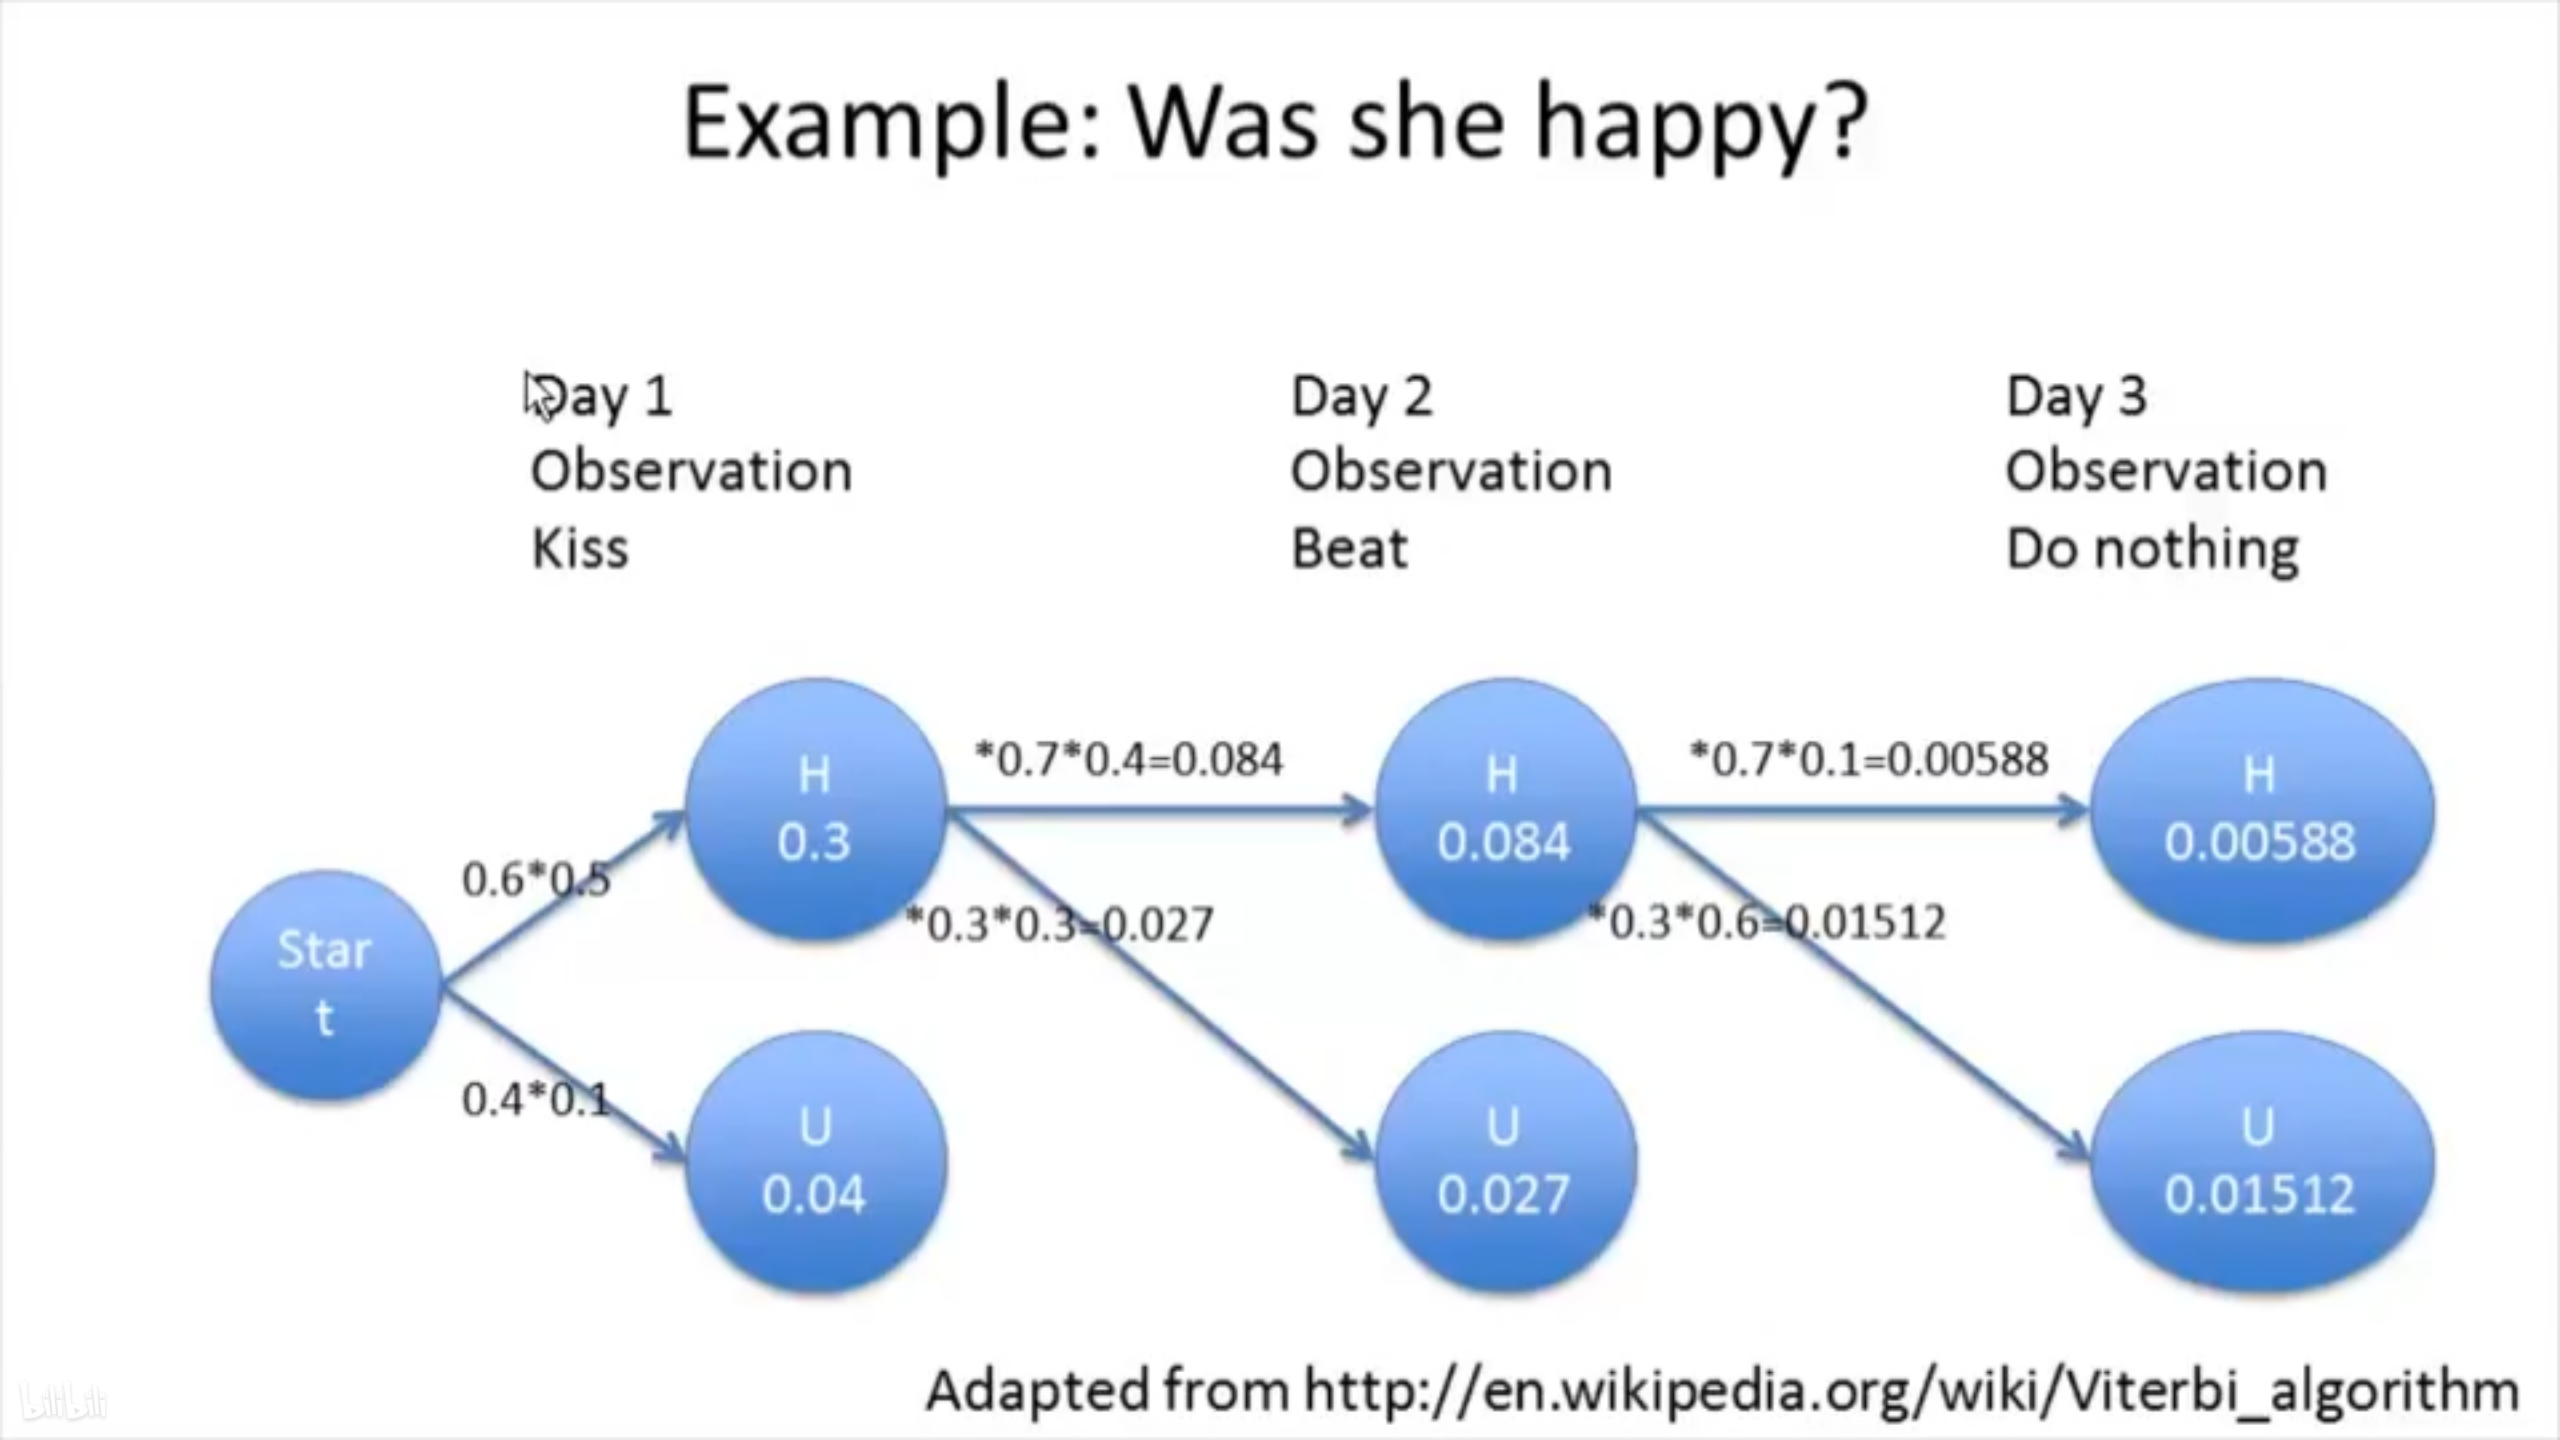 Example: Was she happy?
Day 1
Observation
Kiss
Day 2
Observation
Beat
Day 3
Observation
Do nothing
Star
t
0.6*0.5
0.4*0.1
H
0.3
U
0.04
*0.7*0.4=0.084
*0.3*0.3=0.027
H
0.084
U
0.027
*0.7*0.1=0.00588
*0.3*0.6=0.01512
H
0.00588
U
0.01512
Adapted from http://en.wikipedia.org/wiki/Viterbi_algorithm
bilibili